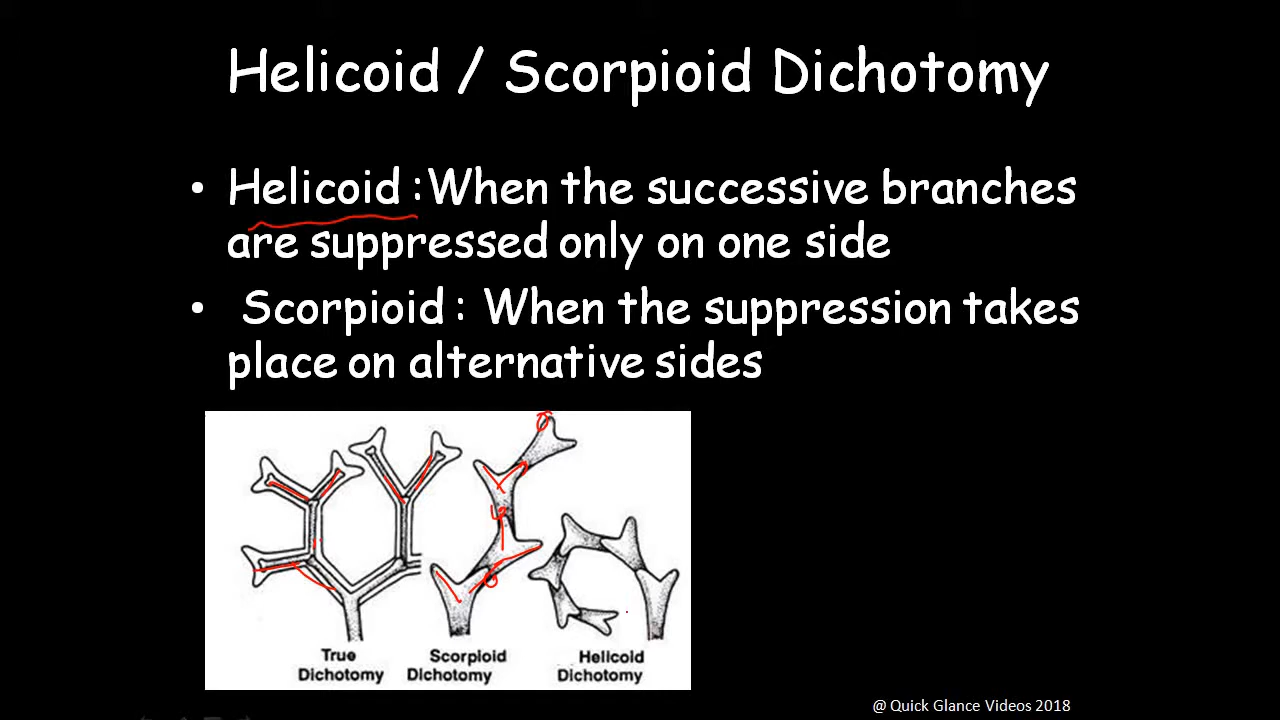 Helicoid / Scorpioid Dichotomy
• Helicoid :When the successive branches
are suppressed only on one side
• Scorpioid : When the suppression takes
place on alternative sides
True
Dichotomy
Scorpioid
Dichotomy
Helicoid
Dichotomy
@ Quick Glance Videos 2018